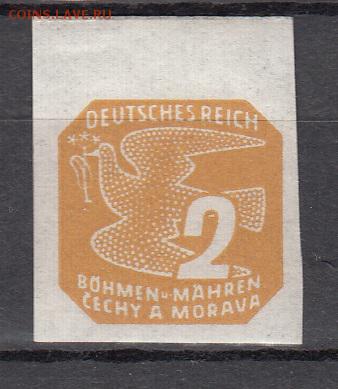 COINS.LAVE.RU
DEUTSCHES REICH
2
BÖHMEN U. MÄHREN
ČECHY A MORAVA